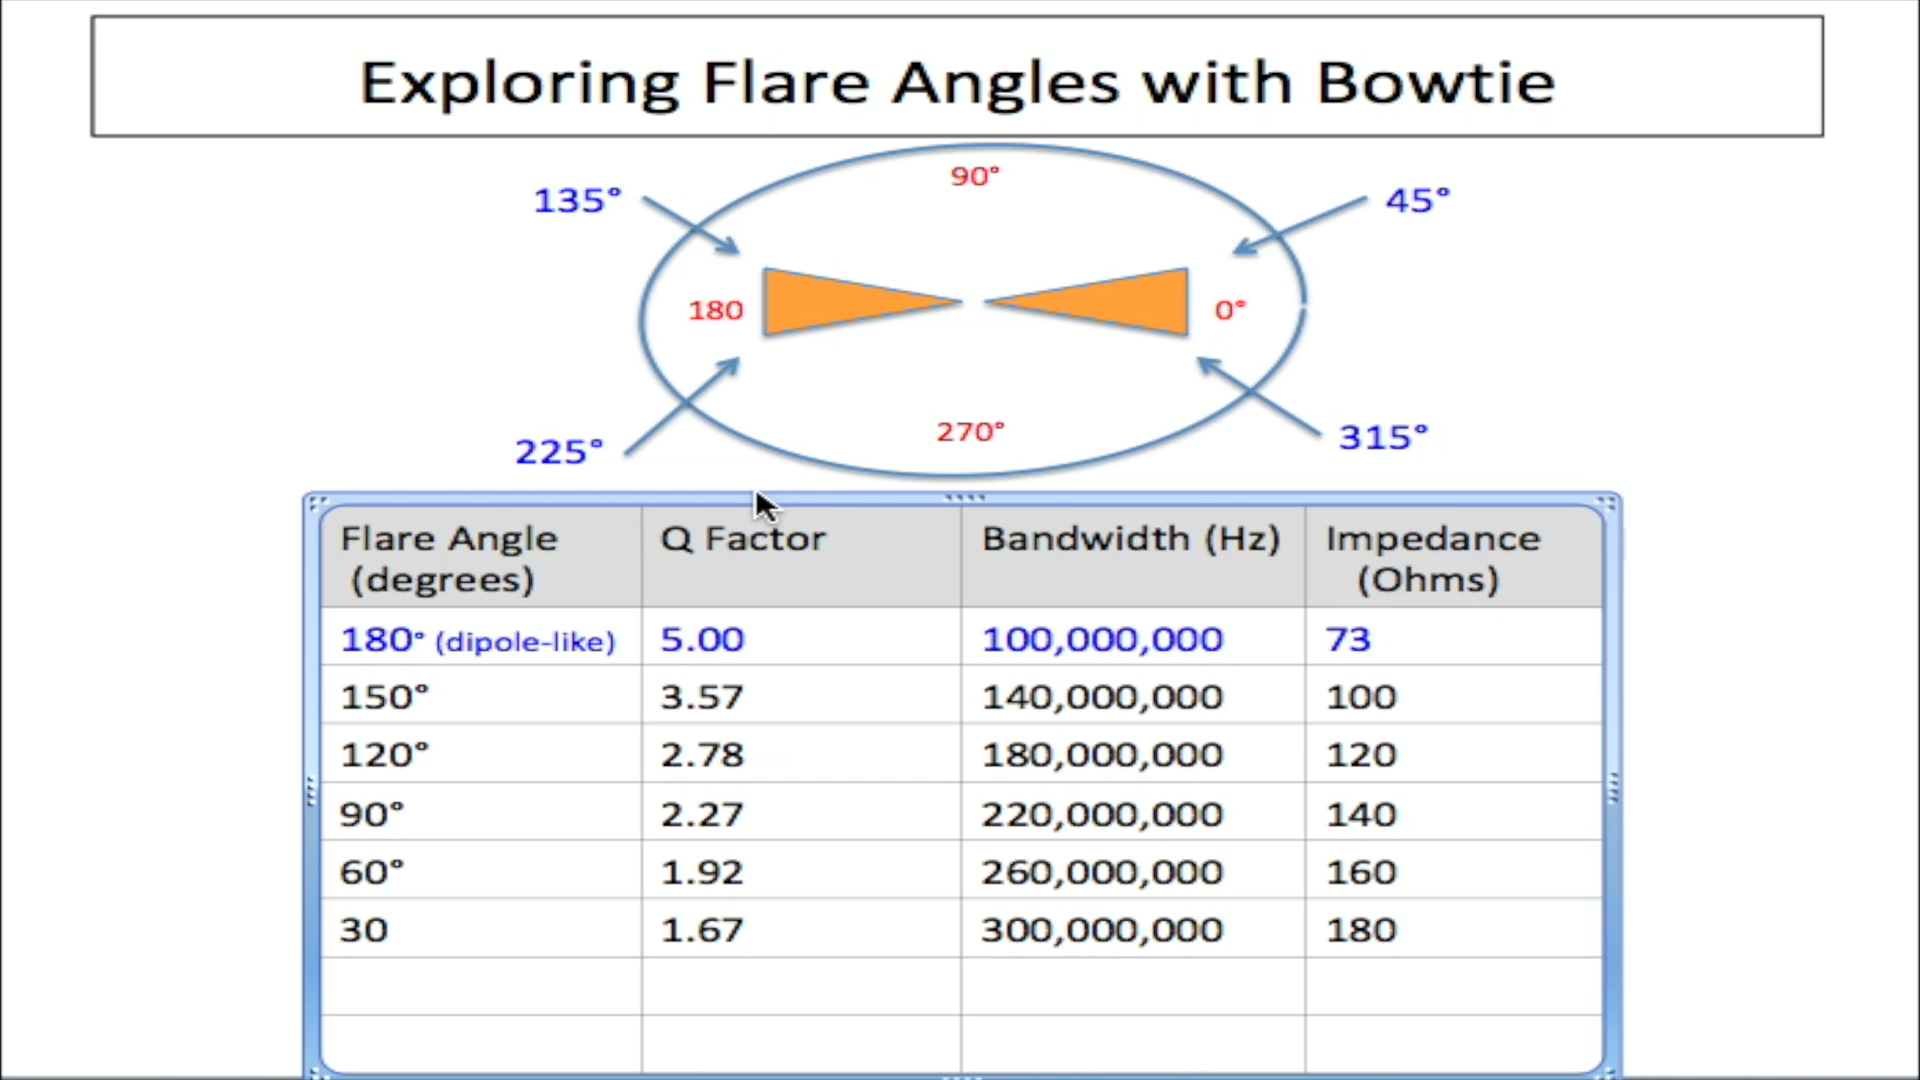 Exploring Flare Angles with Bowtie
90°
135°
45°
180
0°
270°
225°
315°
Flare Angle (degrees) Q Factor Bandwidth (Hz) Impedance (Ohms)
180° (dipole-like) 5.00 100,000,000 73
150° 3.57 140,000,000 100
120° 2.78 180,000,000 120
90° 2.27 220,000,000 140
60° 1.92 260,000,000 160
30 1.67 300,000,000 180